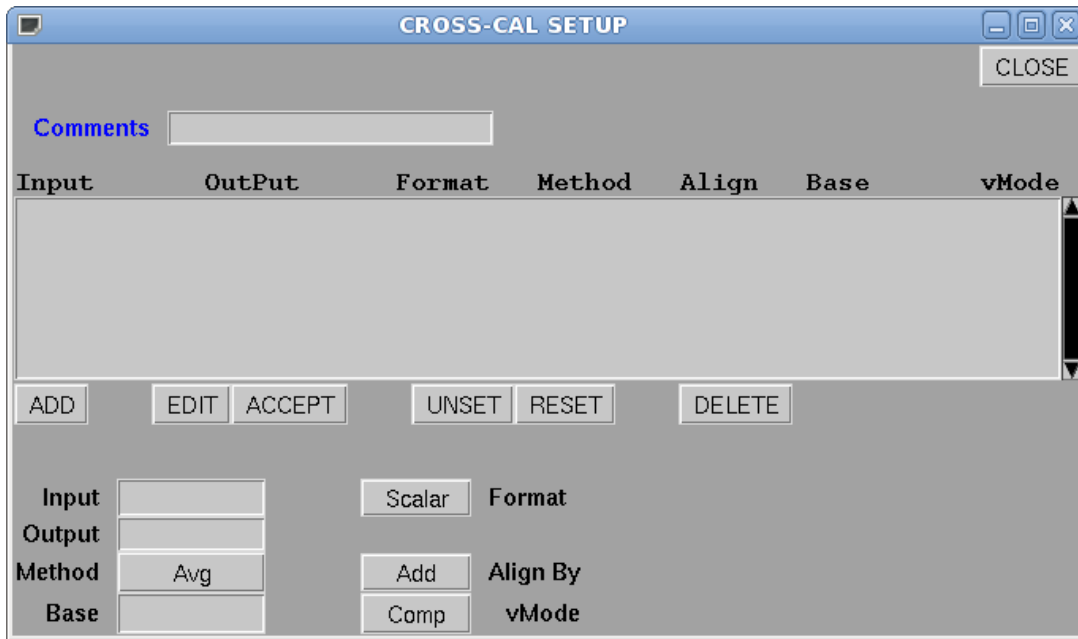 CROSS-CAL SETUP
CLOSE
Comments
Input OutPut Format Method Align Base vMode
ADD EDIT ACCEPT UNSET RESET DELETE
Input Scalar Format
Output
Method Avg Add Align By
Base Comp vMode